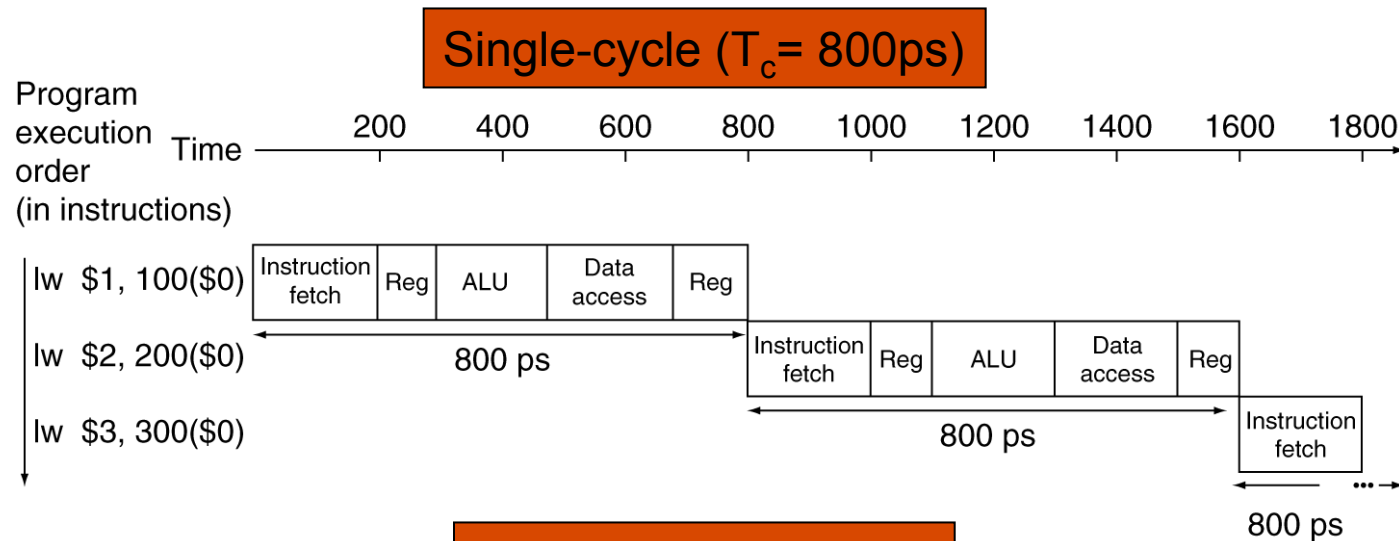 Single-cycle (Tc= 800ps)
Program
execution
order
(in instructions)
Time
200 400 600 800 1000 1200 1400 1600 1800
lw $1, 100($0)
Instruction
fetch
Reg
ALU
Data
access
Reg
800 ps
lw $2, 200($0)
Instruction
fetch
Reg
ALU
Data
access
Reg
800 ps
lw $3, 300($0)
Instruction
fetch
...
800 ps